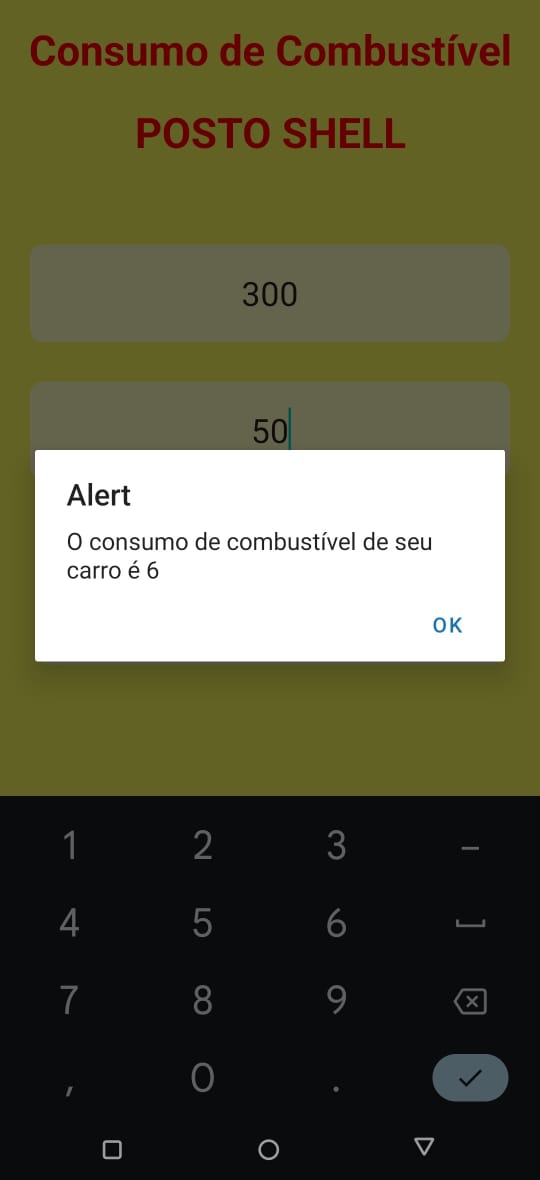 Consumo de Combustível
POSTO SHELL
300
50
Alert
O consumo de combustível de seu
carro é 6
OK
1 2 3 –
4 5 6
7 8 9
, 0 .